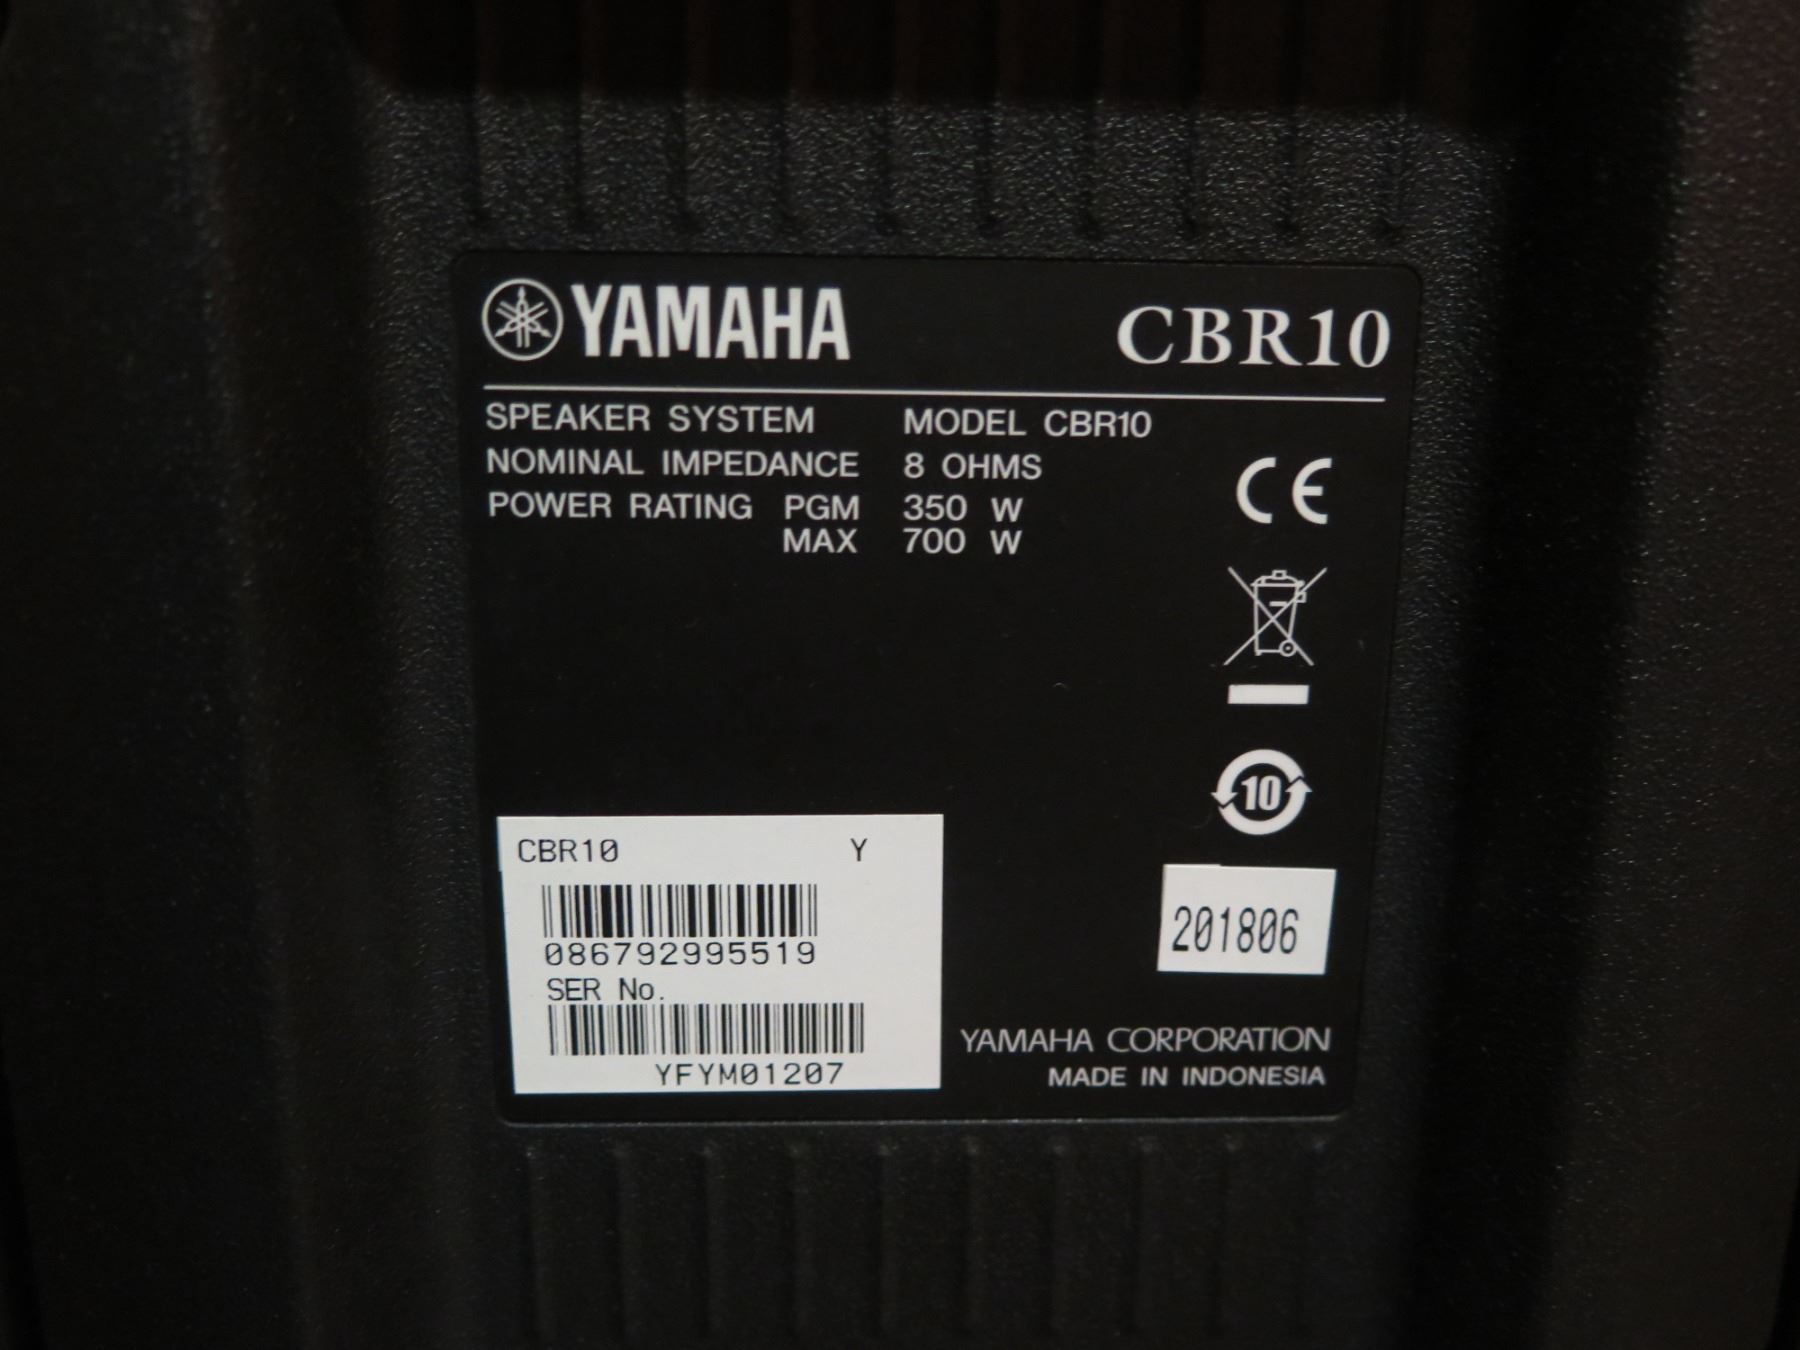 YAMAHA CBR10
SPEAKER SYSTEM MODEL CBR10
NOMINAL IMPEDANCE 8 OHMS
POWER RATING PGM 350 W
MAX 700 W
CE
10
CBR10 Y
086792995519
SER No.
YFYM01207
201806
YAMAHA CORPORATION
MADE IN INDONESIA